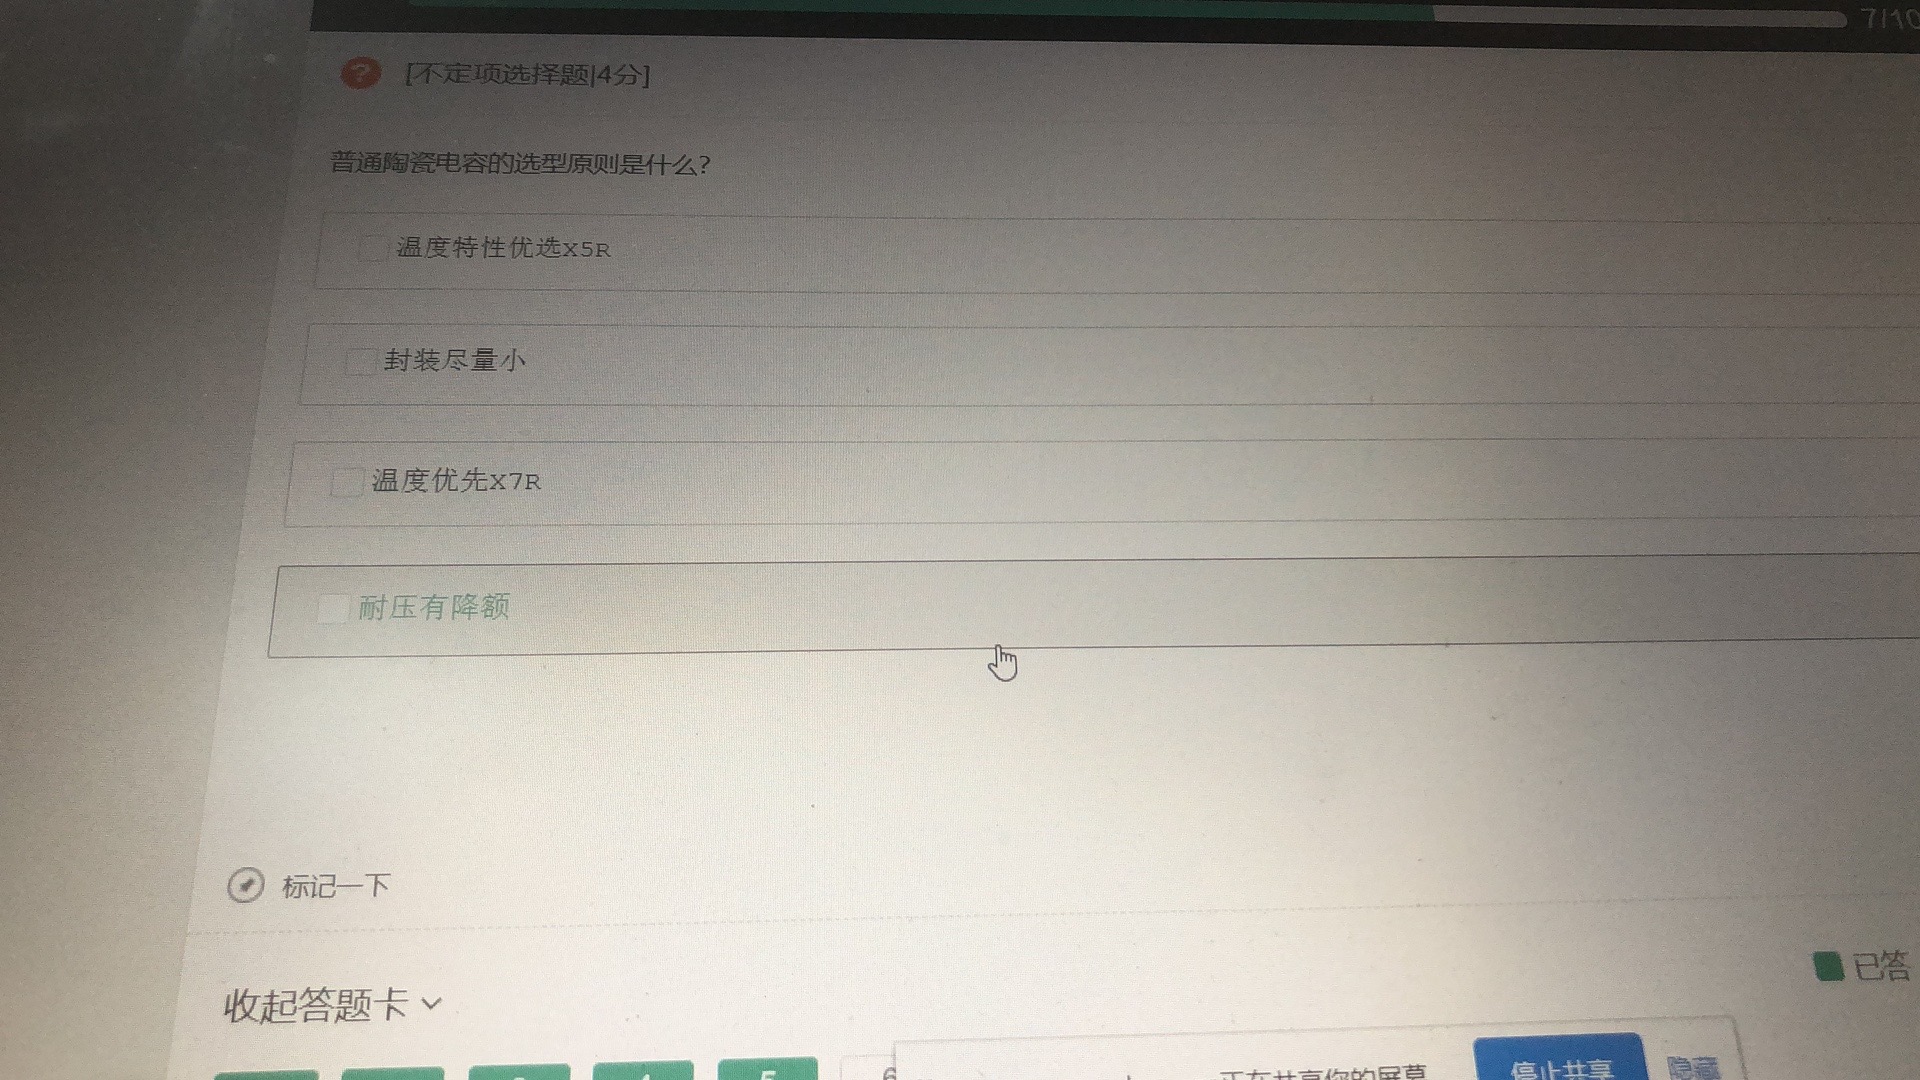 7/10
[不定项选择题|4分]
普通陶瓷电容的选型原则是什么?
温度特性优选X5R
封装尽量小
温度优先X7R
耐压有降额
标记一下
已答
收起答题卡
5
6
正在共享您的屏幕
停止共享
隐藏